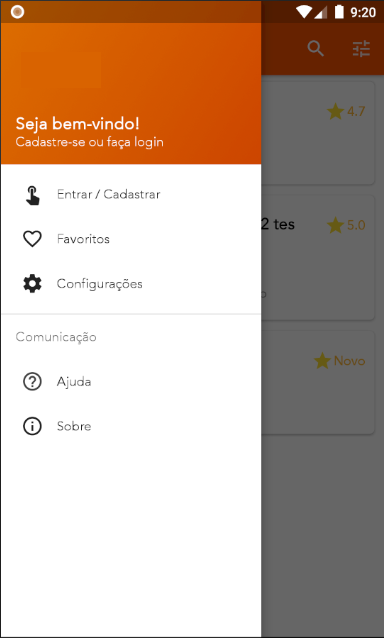 9:20
4.7
Seja bem-vindo!
Cadastre-se ou faça login
Entrar / Cadastrar
2 tes
5.0
Favoritos
Configurações
Comunicação
Novo
Ajuda
Sobre